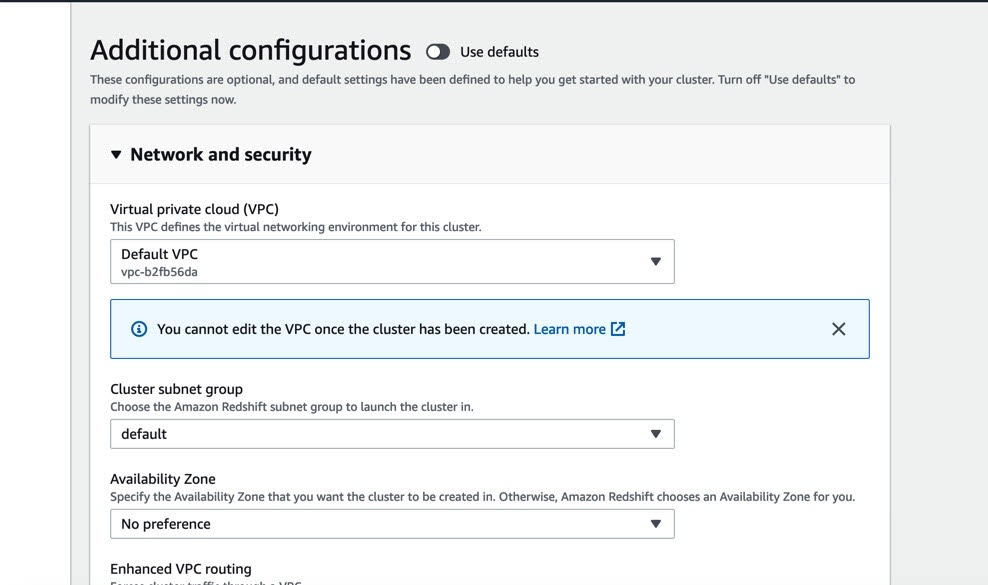 Additional configurations Use defaults
These configurations are optional, and default settings have been defined to help you get started with your cluster. Turn off "Use defaults" to
modify these settings now.
Network and security
Virtual private cloud (VPC)
This VPC defines the virtual networking environment for this cluster.
Default VPC
vpc-b2fb56da
You cannot edit the VPC once the cluster has been created. Learn more
Cluster subnet group
Choose the Amazon Redshift subnet group to launch the cluster in.
default
Availability Zone
Specify the Availability Zone that you want the cluster to be created in. Otherwise, Amazon Redshift chooses an Availability Zone for you.
No preference
Enhanced VPC routing
Forces cluster traffic through a VPC